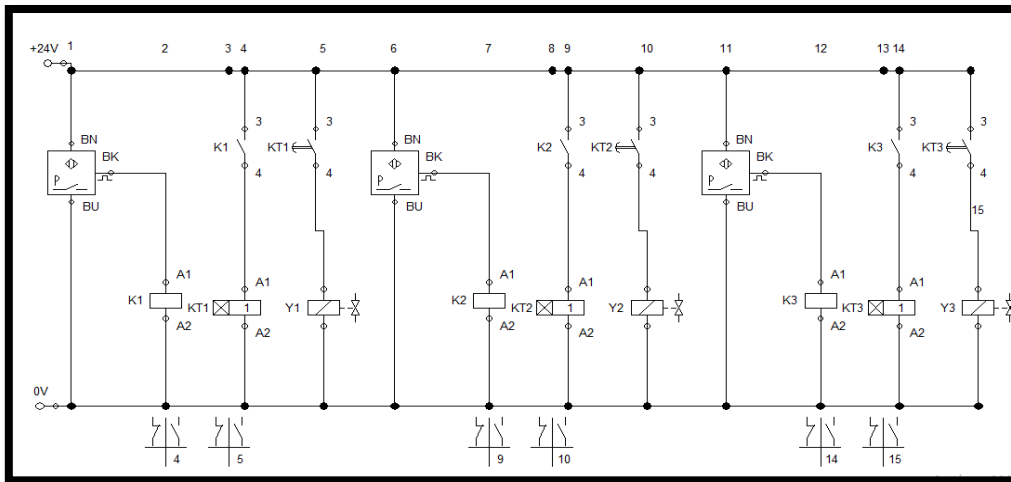 1 2 3 4 5 6 7 8 9 10 11 12 13 14
+24V
3 3 3 3 3 3
BN BN BN
K1 KT1 K2 KT2 K3 KT3
BK BK BK
P P P
4 4 4 4 4 4
BU BU BU
15
A1 A1 A1 A1 A1 A1
K1 KT1 1 Y1 K2 KT2 1 Y2 K3 KT3 1 Y3
A2 A2 A2 A2 A2 A2
0V
4 5 9 10 14 15